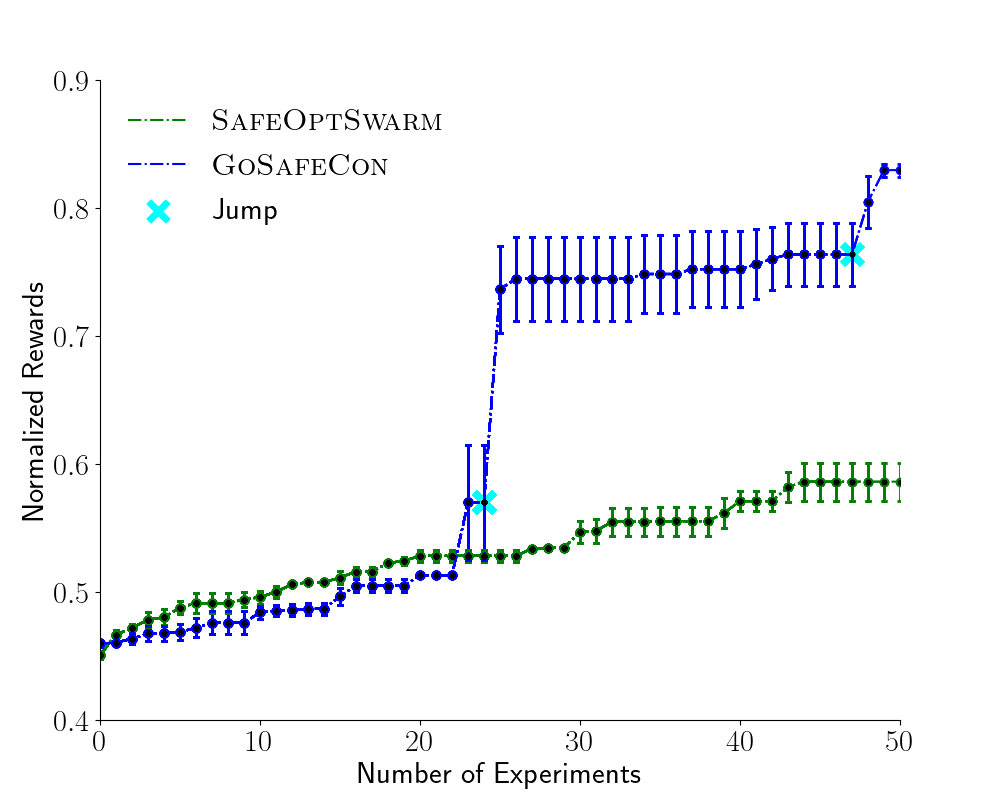 0.9
0.8
0.7
0.6
0.5
0.4
Normalized Rewards
SAFEOPTSWARM
GOSAFECON
Jump
0 10 20 30 40 50
Number of Experiments